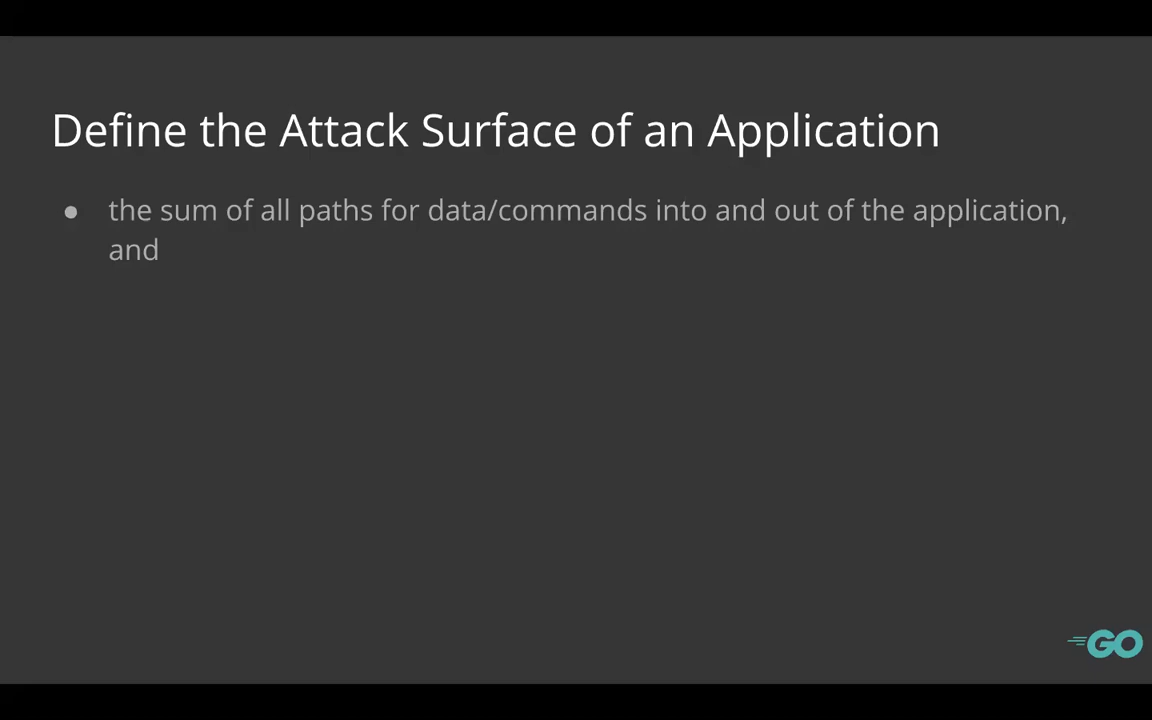 Define the Attack Surface of an Application
● the sum of all paths for data/commands into and out of the application,
and
GO